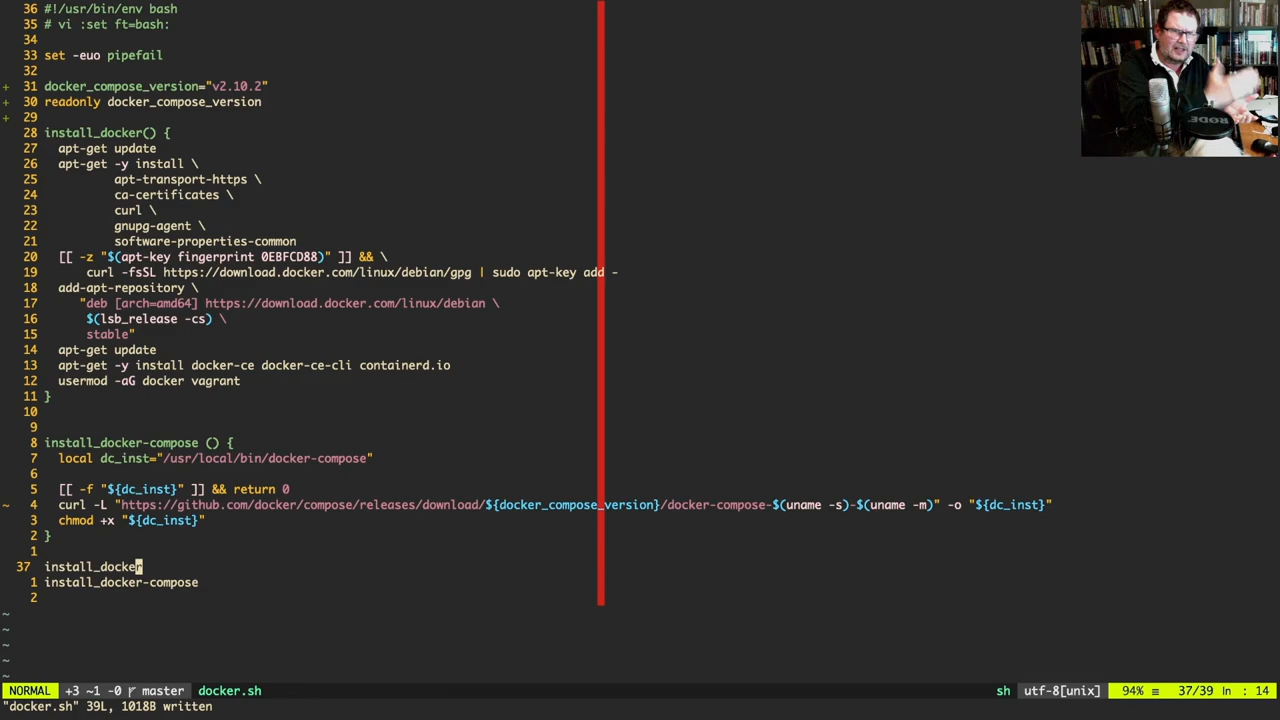 36 #!/usr/bin/env bash
35 # vi :set ft=bash:
34
33 set -euo pipefail
32
+ 31 docker_compose_version="v2.10.2"
+ 30 readonly docker_compose_version
+ 29
28 install_docker() {
27 apt-get update
26 apt-get -y install \
25 apt-transport-https \
24 ca-certificates \
23 curl \
22 gnupg-agent \
21 software-properties-common
20 [[ -z "$(apt-key fingerprint 0EBFCD88)" ]] && \
19 curl -fsSL https://download.docker.com/linux/debian/gpg | sudo apt-key add -
18 add-apt-repository \
17 "deb [arch=amd64] https://download.docker.com/linux/debian \
16 $(lsb_release -cs) \
15 stable"
14 apt-get update
13 apt-get -y install docker-ce docker-ce-cli containerd.io
12 usermod -aG docker vagrant
11 }
10
9
8 install_docker-compose () {
7 local dc_inst="/usr/local/bin/docker-compose"
6
5 [[ -f "${dc_inst}" ]] && return 0
~ 4 curl -L "https://github.com/docker/compose/releases/download/${docker_compose_version}/docker-compose-$(uname -s)-$(uname -m)" -o "${dc_inst}"
3 chmod +x "${dc_inst}"
2 }
1
37 install_docker
1 install_docker-compose
2
~
~
~
~
~
NORMAL +3 ~1 -0 master docker.sh sh utf-8[unix] 94% ≡ 37/39 ln : 14
"docker.sh" 39L, 1018B written
RODE